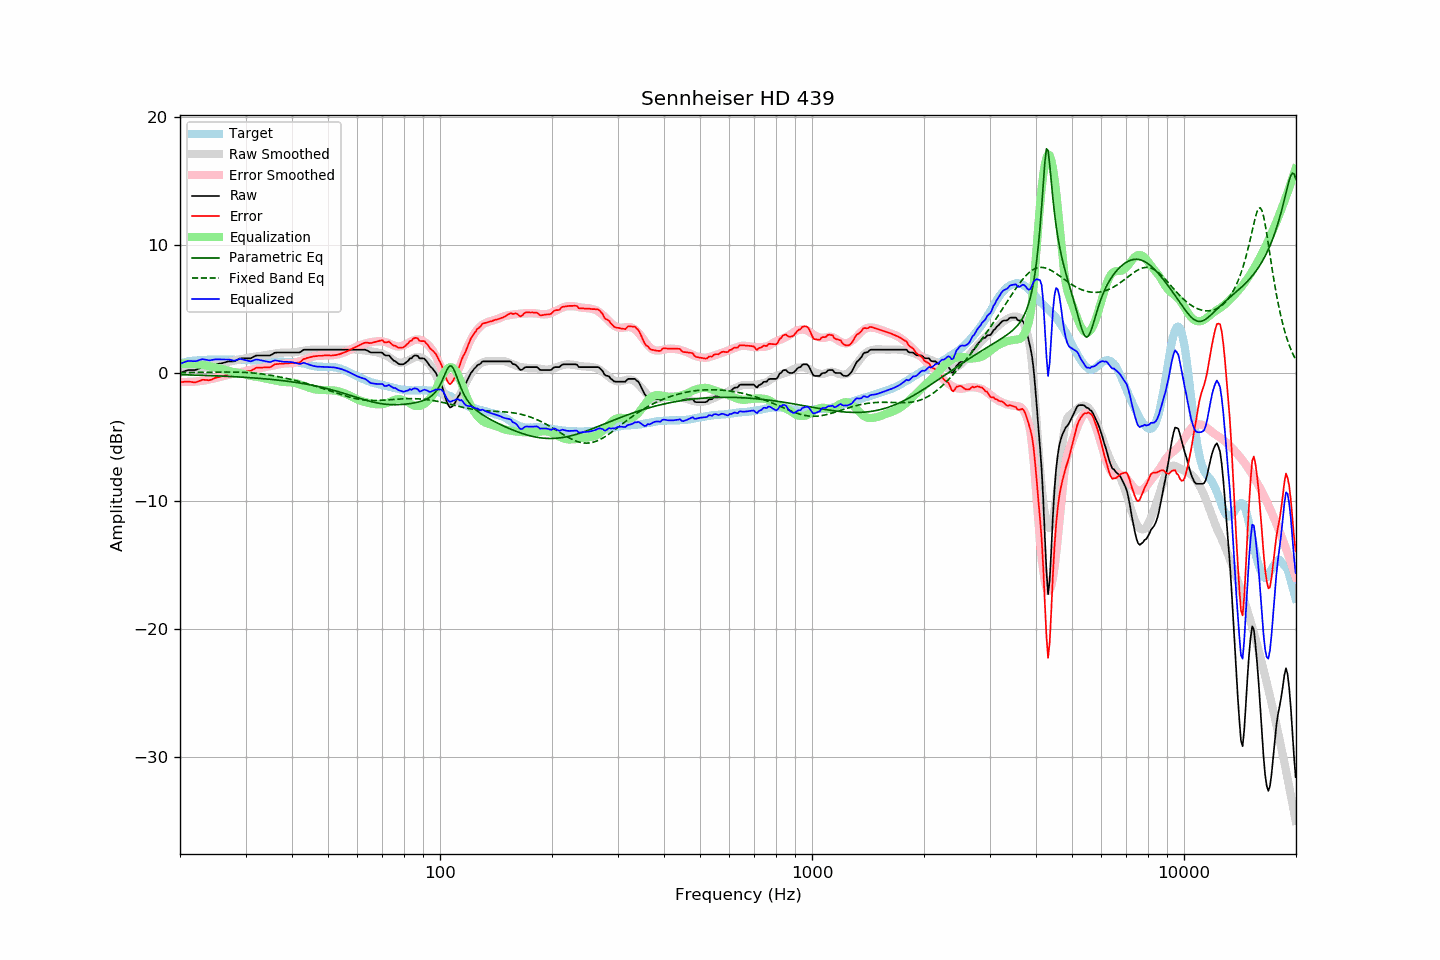 Sennheiser HD 439
20
10
0
−10
−20
−30
Amplitude (dBr)
Target
Raw Smoothed
Error Smoothed
Raw
Error
Equalization
Parametric Eq
Fixed Band Eq
Equalized
100
1000
10000
Frequency (Hz)